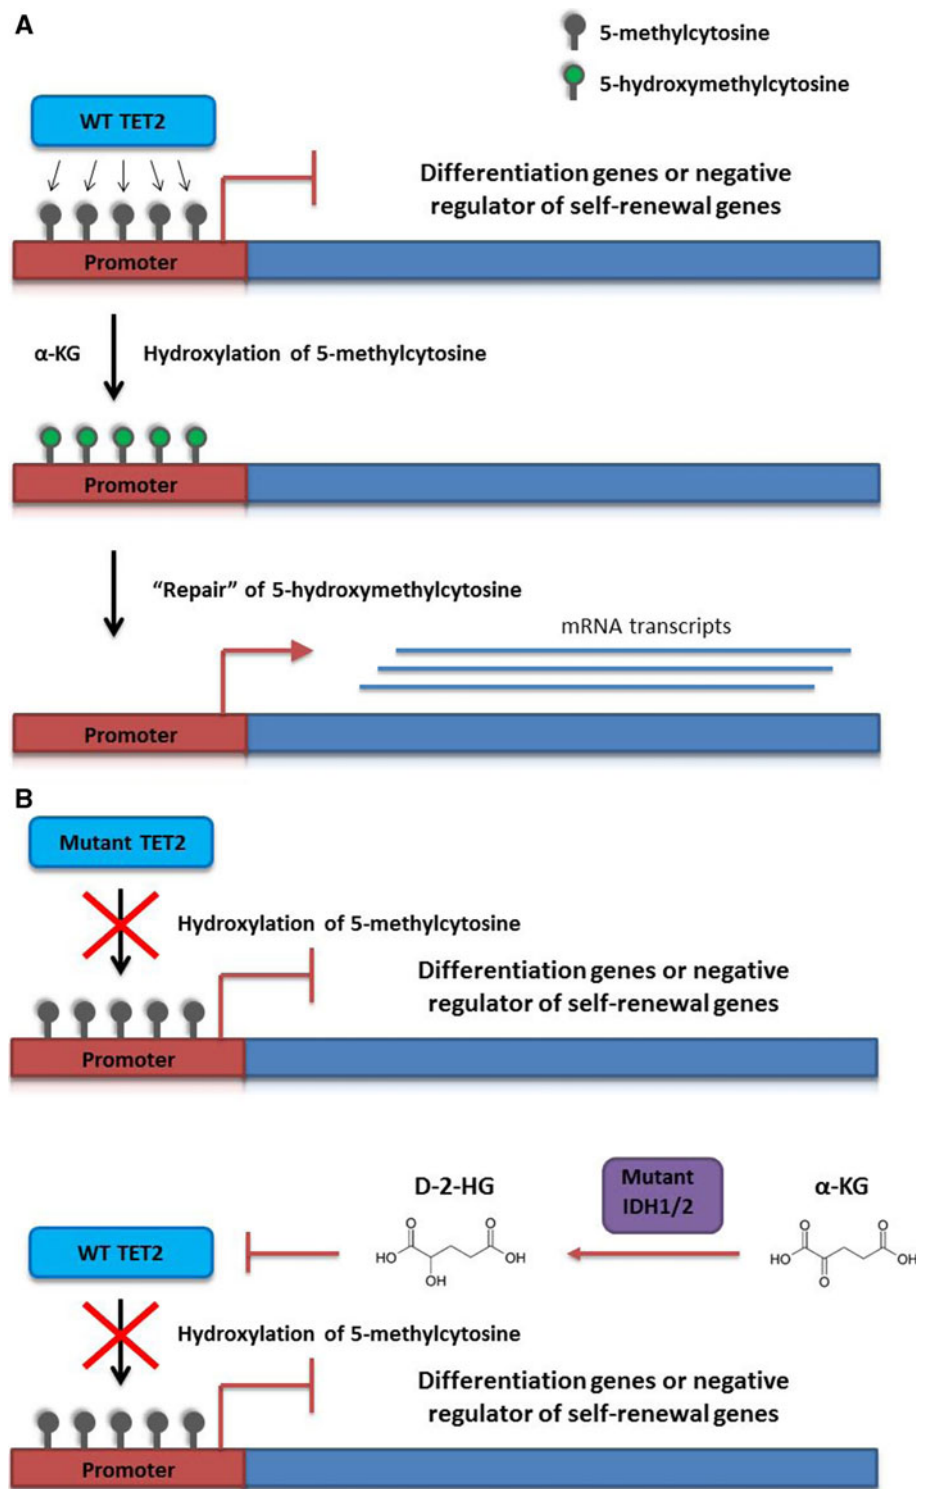 A
5-methylcytosine
5-hydroxymethylcytosine
WT TET2
Differentiation genes or negative
regulator of self-renewal genes
Promoter
α-KG
Hydroxylation of 5-methylcytosine
Promoter
“Repair” of 5-hydroxymethylcytosine
mRNA transcripts
Promoter
B
Mutant TET2
Hydroxylation of 5-methylcytosine
Differentiation genes or negative
regulator of self-renewal genes
Promoter
D-2-HG
Mutant
IDH1/2
α-KG
WT TET2
O
O
HO
OH
OH
O
O
HO
OH
O
Hydroxylation of 5-methylcytosine
Differentiation genes or negative
regulator of self-renewal genes
Promoter